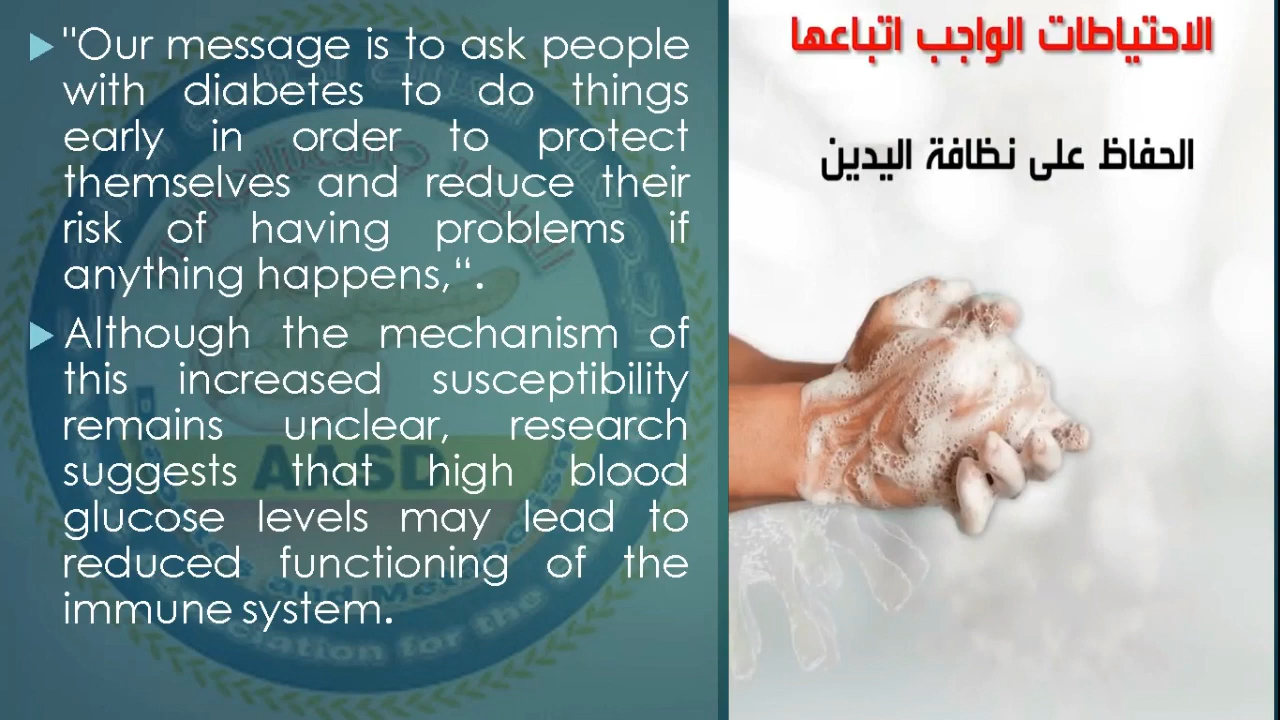 "Our message is to ask people
with diabetes to do things
early in order to protect
themselves and reduce their
risk of having problems if
anything happens,“.
Although the mechanism of
this increased susceptibility
remains unclear, research
suggests that high blood
glucose levels may lead to
reduced functioning of the
immune system.
الاحتياطات الواجب اتباعها
الحفاظ على نظافة اليدين
AASD